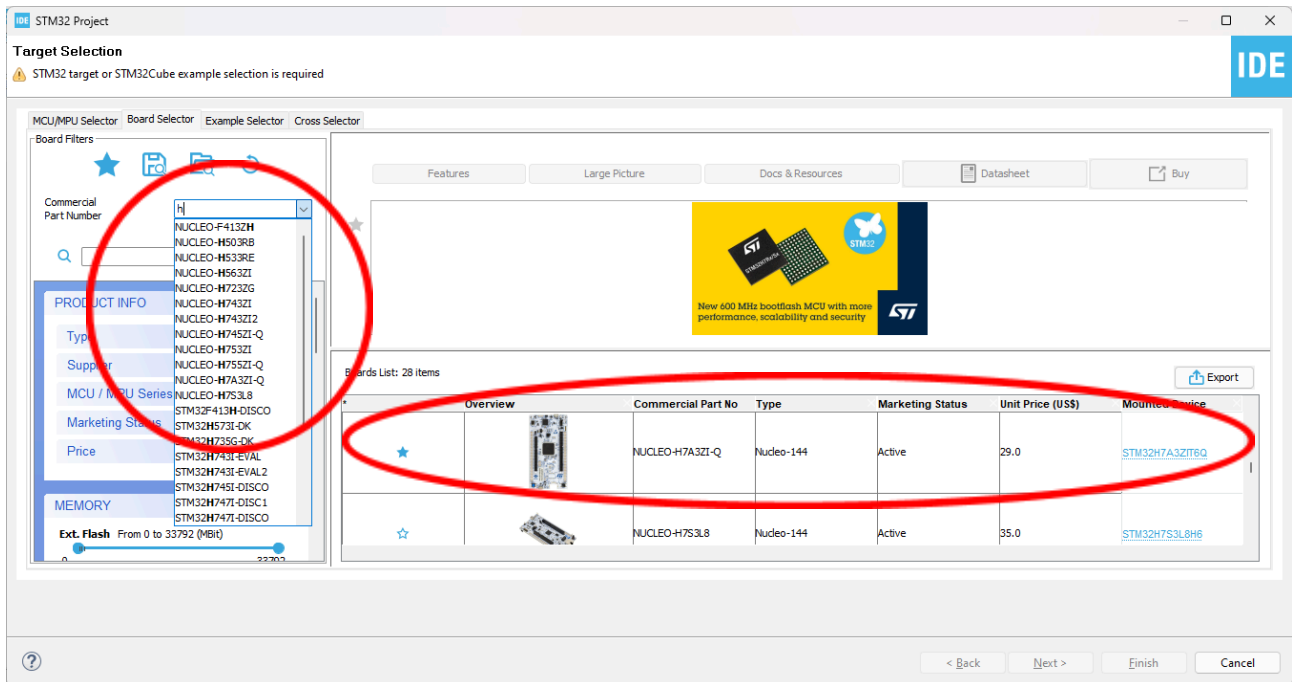 IDE STM32 Project
Target Selection
STM32 target or STM32Cube example selection is required
IDE
MCU/MPU Selector Board Selector Example Selector Cross Selector
Board Filters
Commercial
Part Number
h
NUCLEO-F413ZH
NUCLEO-H503RB
NUCLEO-H533RE
NUCLEO-H563ZI
NUCLEO-H723ZG
NUCLEO-H743ZI
NUCLEO-H743ZI2
NUCLEO-H745ZI-Q
NUCLEO-H753ZI
NUCLEO-H755ZI-Q
NUCLEO-H7A3ZI-Q
NUCLEO-H7S3L8
STM32F413H-DISCO
STM32H573I-DK
STM32H735G-DK
STM32H743I-EVAL
STM32H743I-EVAL2
STM32H745I-DISCO
STM32H747I-DISC1
STM32H747I-DISCO
PRODUCT INFO
Type
Supplier
MCU / MPU Series
Marketing Status
Price
MEMORY
Ext. Flash From 0 to 33792 (MBit)
0 33792
Features Large Picture Docs & Resources Datasheet Buy
ST
STM32
New 600 MHz bootflash MCU with more
performance, scalability and security
ST
Boards List: 28 items
Export
* Overview Commercial Part No Type Marketing Status Unit Price (US$) Mounted Device
NUCLEO-H7A3ZI-Q Nucleo-144 Active 29.0 STM32H7A3ZIT6Q
NUCLEO-H7S3L8 Nucleo-144 Active 35.0 STM32H7S3L8H6
? < Back Next > Finish Cancel